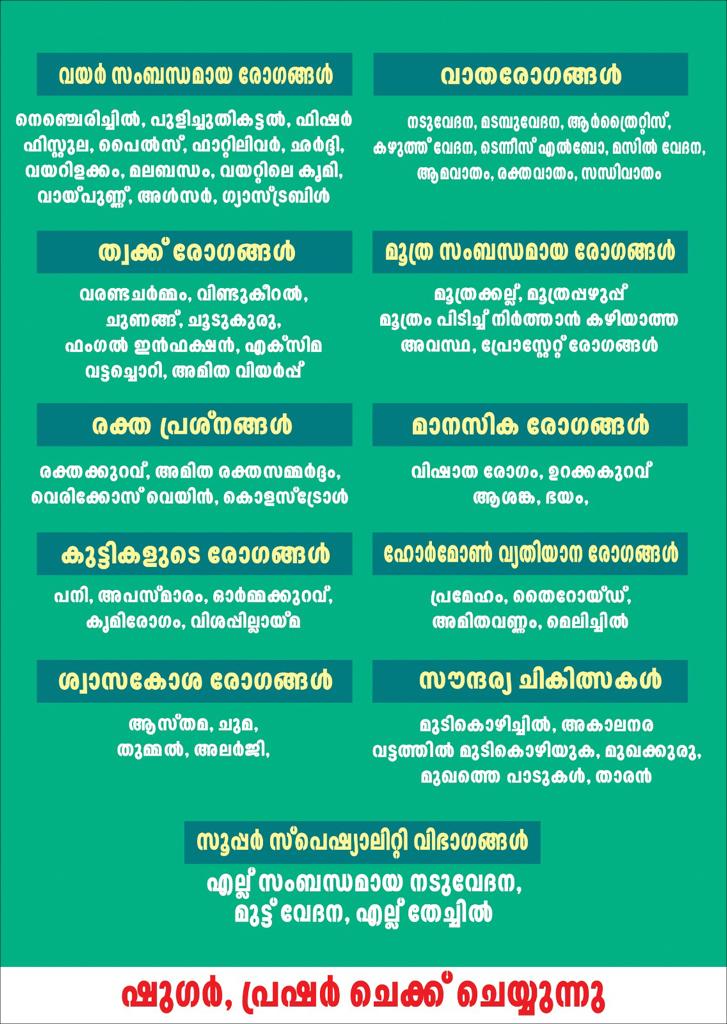 വയർ സംബന്ധമായ രോഗങ്ങൾ
നെഞ്ചെരിച്ചിൽ, പുളിച്ചുതികട്ടൽ, ഫിഷർ
ഫിസ്റ്റുല, പൈൽസ്, ഫാറ്റിലിവർ, ഛർദ്ദി,
വയറിളക്കം, മലബന്ധം, വയറ്റിലെ കൃമി,
വായ്പുണ്ണ്, അൾസർ, ഗ്യാസ്ട്രബിൾ
വാതരോഗങ്ങൾ
നടുവേദന, മടമ്പുവേദന, ആർത്രൈറ്റിസ്,
കഴുത്ത് വേദന, ടെന്നീസ് എൽബോ, മസിൽ വേദന,
ആമവാതം, രക്തവാതം, സന്ധിവാതം
ത്വക്ക് രോഗങ്ങൾ
വരണ്ടചർമ്മം, വിണ്ടുകീറൽ,
ചുണങ്ങ്, ചൂടുകുരു,
ഫംഗൽ ഇൻഫക്ഷൻ, എക്സിമ
വട്ടച്ചൊറി, അമിത വിയർപ്പ്
മൂത്ര സംബന്ധമായ രോഗങ്ങൾ
മൂത്രക്കല്ല്, മൂത്രപ്പഴുപ്പ്
മൂത്രം പിടിച്ച് നിർത്താൻ കഴിയാത്ത
അവസ്ഥ, പ്രോസ്റ്റേറ്റ് രോഗങ്ങൾ
രക്ത പ്രശ്നങ്ങൾ
രക്തക്കുറവ്, അമിത രക്തസമ്മർദ്ദം,
വെരിക്കോസ് വെയിൻ, കൊളസ്ട്രോൾ
മാനസിക രോഗങ്ങൾ
വിഷാത രോഗം, ഉറക്കകുറവ്
ആശങ്ക, ഭയം,
കുട്ടികളുടെ രോഗങ്ങൾ
പനി, അപസ്മാരം, ഓർമ്മക്കുറവ്,
കൃമിരോഗം, വിശപ്പില്ലായ്മ
ഹോർമോൺ വ്യതിയാന രോഗങ്ങൾ
പ്രമേഹം, തൈറോയ്ഡ്,
അമിതവണ്ണം, മെലിച്ചിൽ
ശ്വാസകോശ രോഗങ്ങൾ
ആസ്തമ, ചുമ,
തുമ്മൽ, അലർജി,
സൗന്ദര്യ ചികിത്സകൾ
മുടികൊഴിച്ചിൽ, അകാലനര
വട്ടത്തിൽ മുടികൊഴിയുക, മുഖക്കുരു,
മുഖത്തെ പാടുകൾ, താരൻ
സൂപ്പർ സ്പെഷ്യാലിറ്റി വിഭാഗങ്ങൾ
എല്ല് സംബന്ധമായ നടുവേദന,
മുട്ട് വേദന, എല്ല് തേച്ചിൽ
ഷുഗർ, പ്രഷർ ചെക്ക് ചെയ്യുന്നു